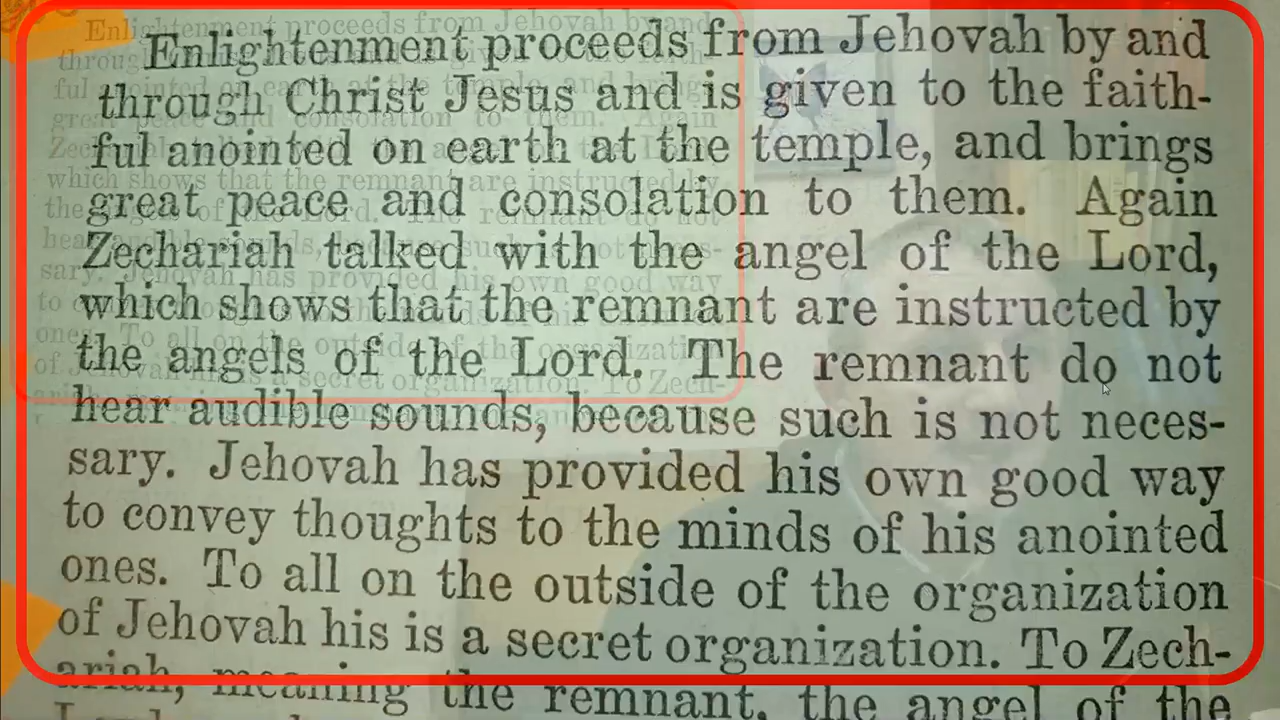 Enlightenment proceeds from Jehovah by and
through Christ Jesus and is given to the faith-
ful anointed on earth at the temple, and brings
great peace and consolation to them. Again
Zechariah talked with the angel of the Lord,
which shows that the remnant are instructed by
the angels of the Lord. The remnant do not
hear audible sounds, because such is not neces-
sary. Jehovah has provided his own good way
to convey thoughts to the minds of his anointed
ones. To all on the outside of the organization
of Jehovah his is a secret organization. To Zech-
ariah, meaning the remnant, the angel of the